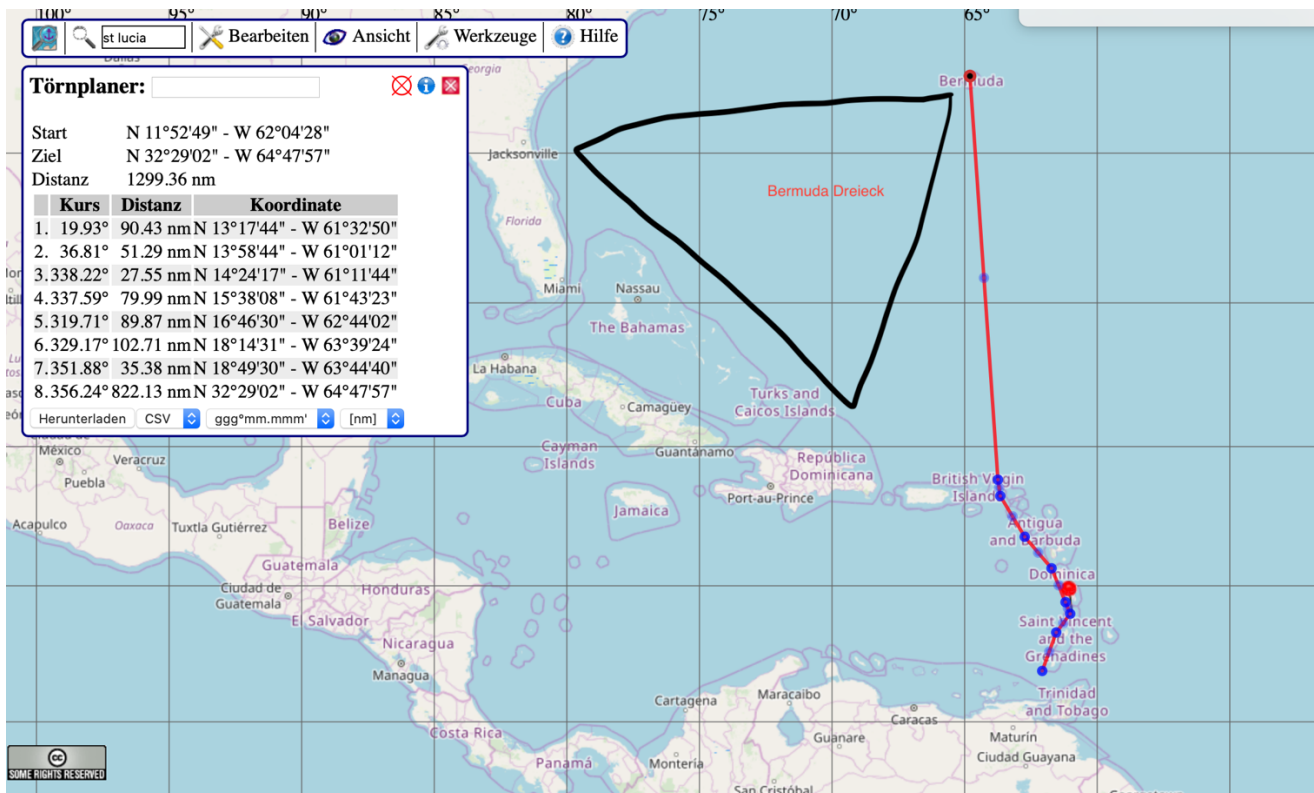 100° 95° 90° 85° 80° 75° 70° 65°
st lucia Bearbeiten Ansicht Werkzeuge Hilfe
Törnplaner:
Start N 11°52'49" - W 62°04'28"
Ziel N 32°29'02" - W 64°47'57"
Distanz 1299.36 nm
Kurs Distanz Koordinate
1. 19.93° 90.43 nm N 13°17'44" - W 61°32'50"
2. 36.81° 51.29 nm N 13°58'44" - W 61°01'12"
3. 338.22° 27.55 nm N 14°24'17" - W 61°11'44"
4. 337.59° 79.99 nm N 15°38'08" - W 61°43'23"
5. 319.71° 89.87 nm N 16°46'30" - W 62°44'02"
6. 329.17° 102.71 nm N 18°14'31" - W 63°39'24"
7. 351.88° 35.38 nm N 18°49'30" - W 63°44'40"
8. 356.24° 822.13 nm N 32°29'02" - W 64°47'57"
Herunterladen CSV ggg°mm.mmm' [nm]
Georgia
Bermuda
Jacksonville
Bermuda Dreieck
Florida
Miami
Nassau
The Bahamas
La Habana
Cuba
Camagüey
Turks and
Caicos Islands
Guantánamo
Cayman
Islands
República
Dominicana
Port-au-Prince
British Virgin
Islands
Jamaica
Antigua
and Barbuda
Dominica
Saint Vincent
and the
Grenadines
Trinidad
and Tobago
Ciudad de
México
Veracruz
Puebla
Acapulco
Oaxaca
Tuxtla Gutiérrez
Belize
Guatemala
Ciudad de
Guatemala
Honduras
El Salvador
Nicaragua
Managua
Costa Rica
Panamá
Cartagena
Maracaibo
Caracas
Maturín
Guanare
Ciudad Guayana
Montería
San Cristóbal
cc
SOME RIGHTS RESERVED